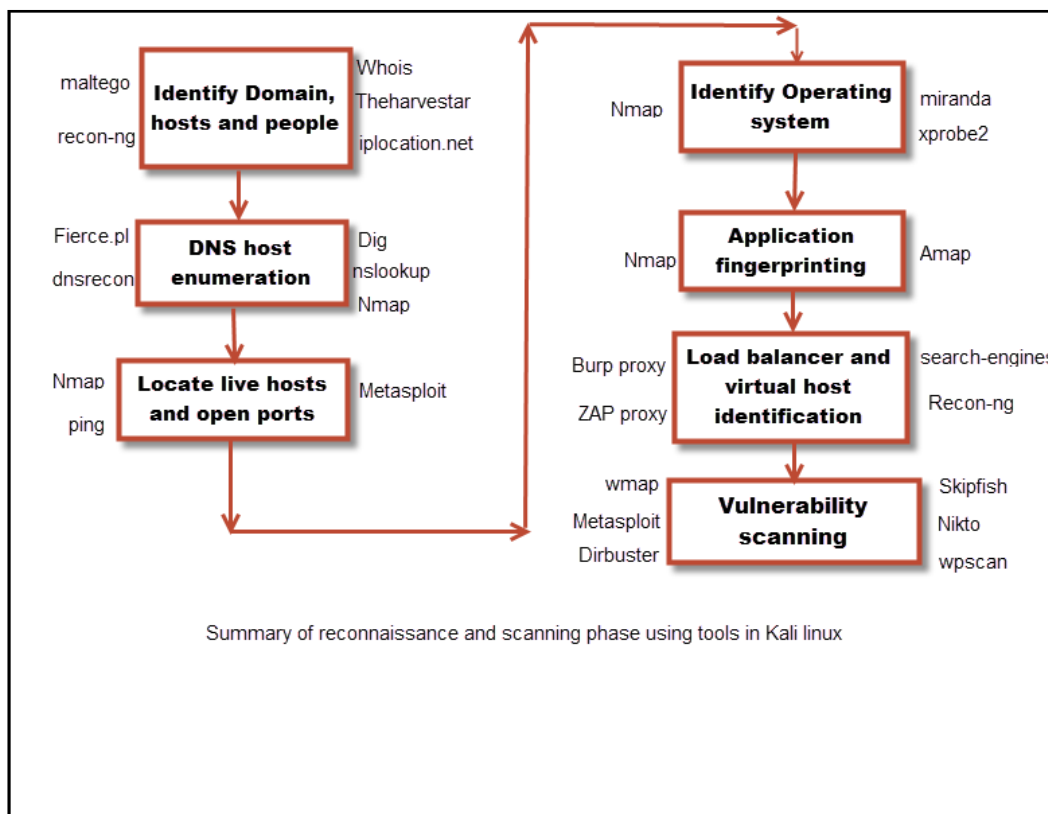 maltego
recon-ng
Identify Domain,
hosts and people
Whois
Theharvestar
iplocation.net
Fierce.pl
dnsrecon
DNS host
enumeration
Dig
nslookup
Nmap
Nmap
ping
Locate live hosts
and open ports
Metasploit
Nmap
Identify Operating
system
miranda
xprobe2
Nmap
Application
fingerprinting
Amap
Burp proxy
ZAP proxy
Load balancer and
virtual host
identification
search-engines
Recon-ng
wmap
Metasploit
Dirbuster
Vulnerability
scanning
Skipfish
Nikto
wpscan
Summary of reconnaissance and scanning phase using tools in Kali linux